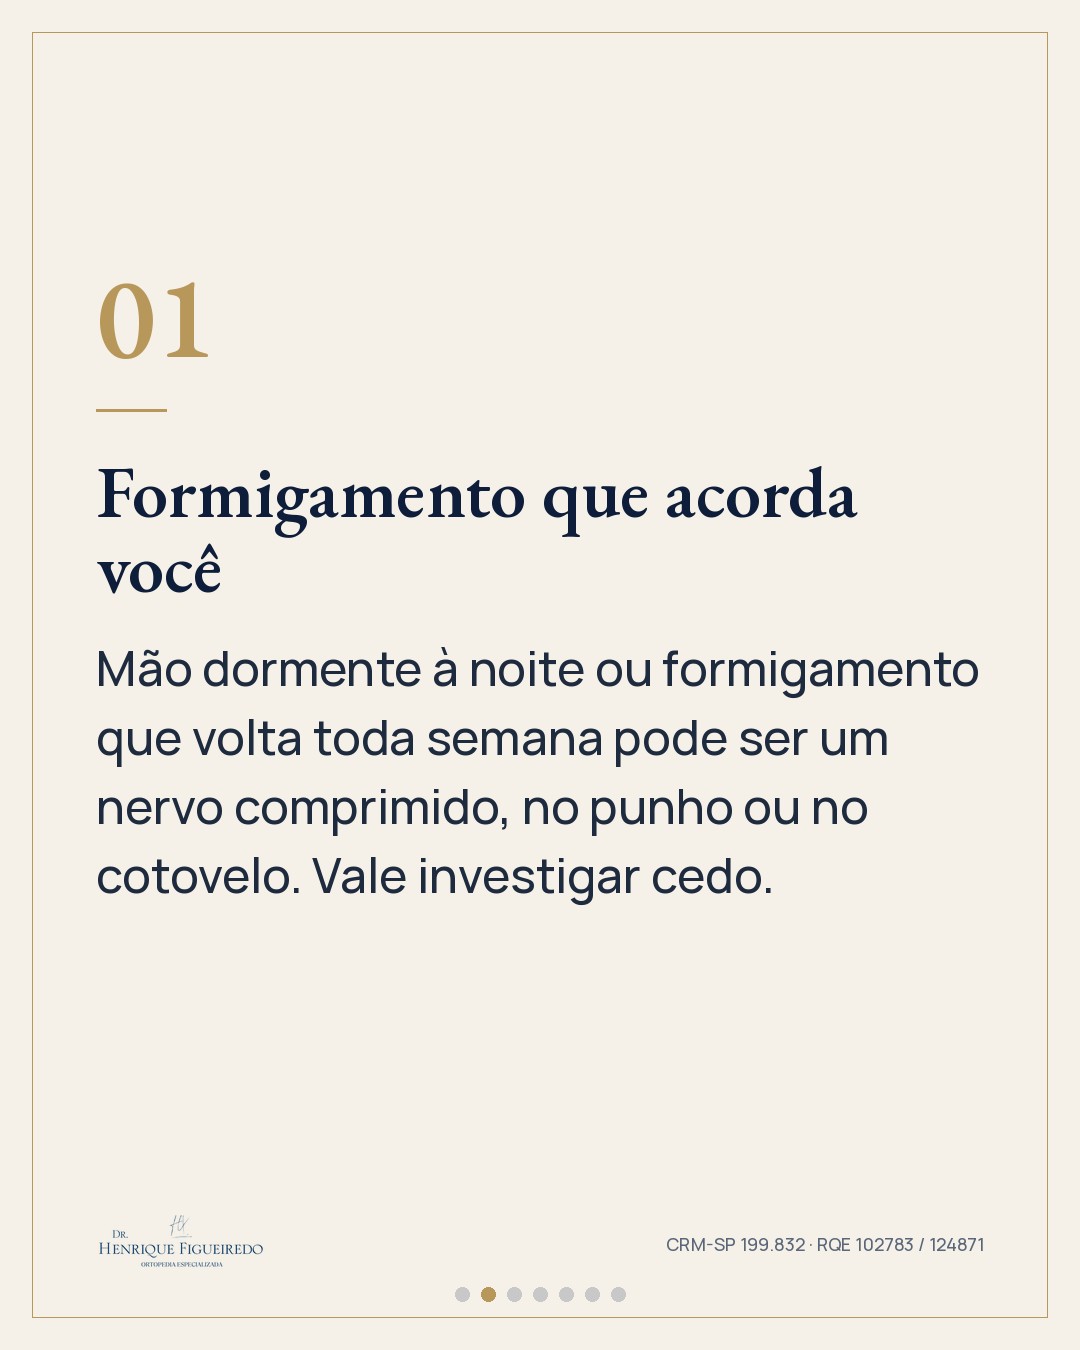 01
Formigamento que acorda
você
Mão dormente à noite ou formigamento
que volta toda semana pode ser um
nervo comprimido, no punho ou no
cotovelo. Vale investigar cedo.
DR.
HENRIQUE FIGUEIREDO
ORTOPEDIA ESPECIALIZADA
CRM-SP 199.832 · RQE 102783 / 124871